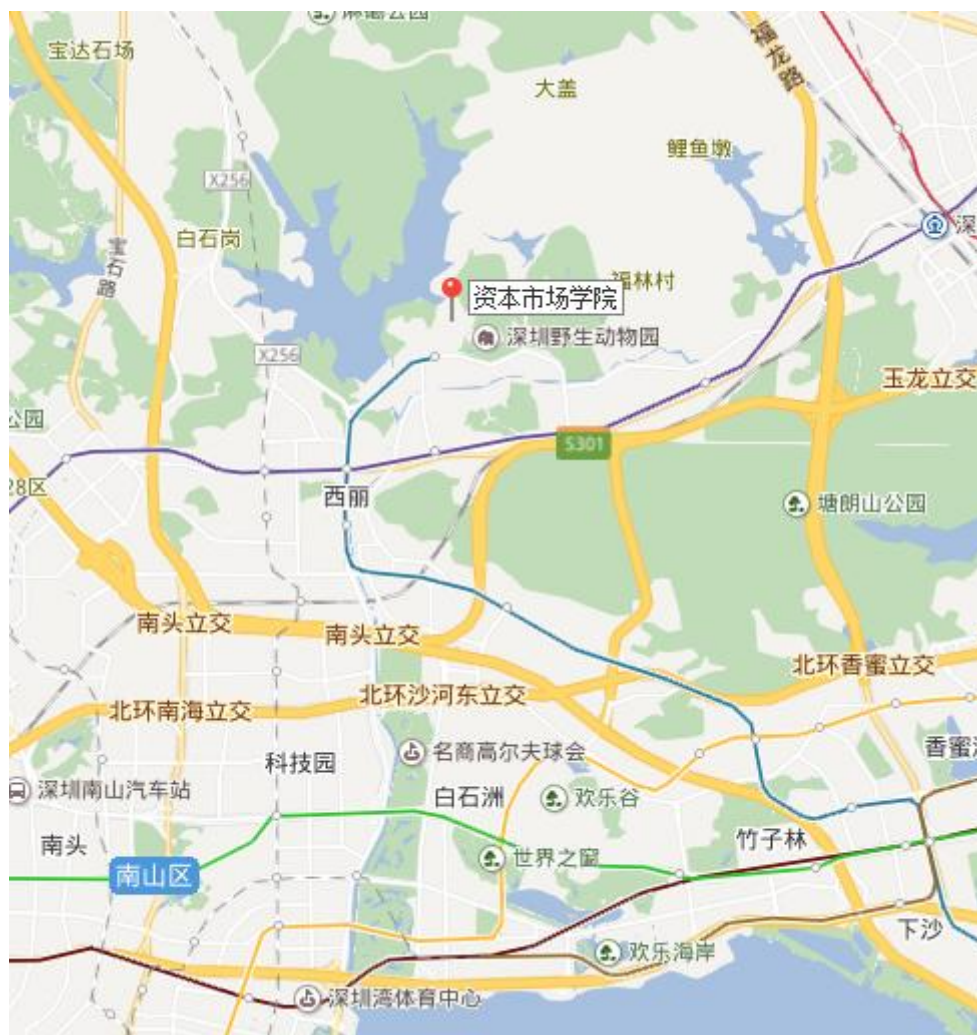 宝达石场
大盖
福龙路
鲤鱼墩
X256
白石岗
宝石路
深
福林村
资本市场学院
深圳野生动物园
X256
玉龙立交
公园
S301
28区
西丽
塘朗山公园
南头立交
南头立交
北环香蜜立交
北环沙河东立交
北环南海立交
名商高尔夫球会
科技园
香蜜
深圳南山汽车站
白石洲
欢乐谷
南头
竹子林
世界之窗
南山区
下沙
欢乐海岸
深圳湾体育中心